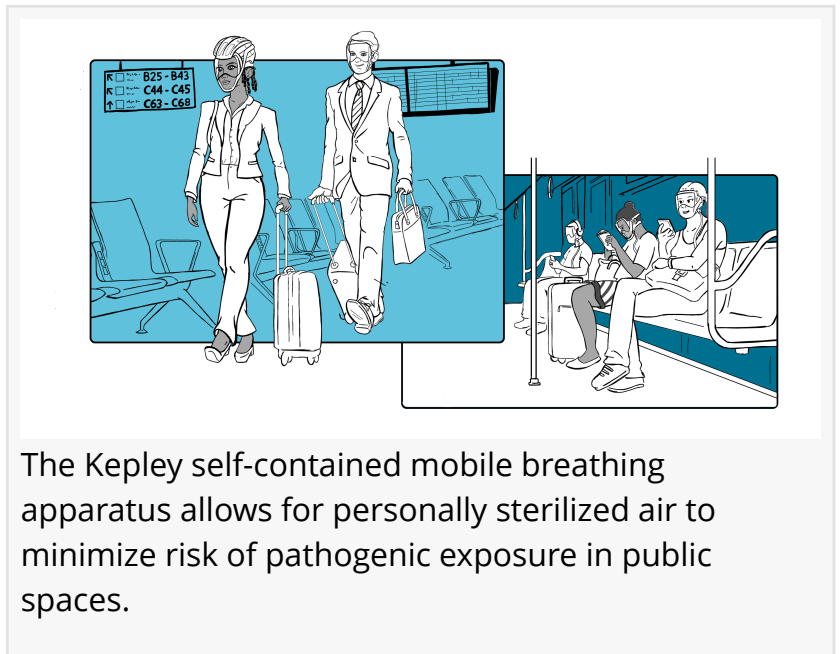 B25 - B43
C44 - C45
C63 - C68
The Kepley self-contained mobile breathing
apparatus allows for personally sterilized air to
minimize risk of pathogenic exposure in public
spaces.